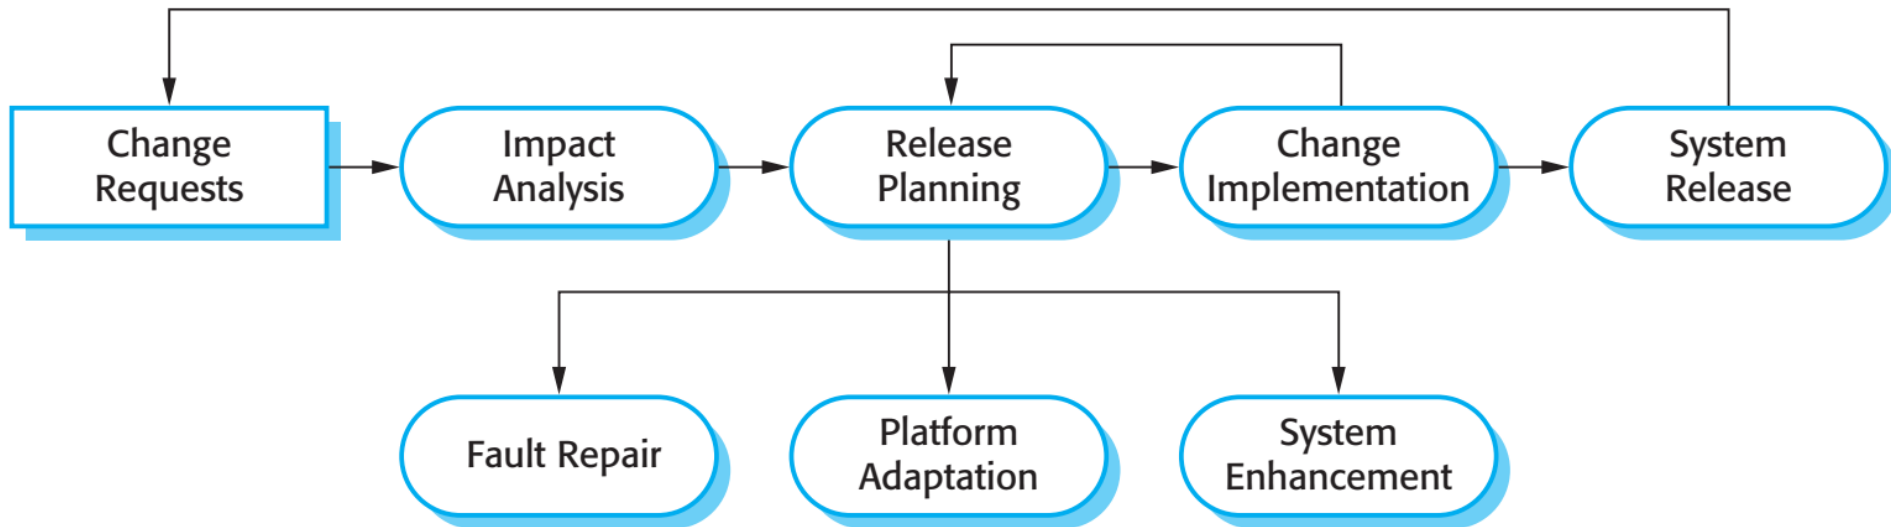 Change
Requests
Impact
Analysis
Release
Planning
Change
Implementation
System
Release
Fault Repair
Platform
Adaptation
System
Enhancement